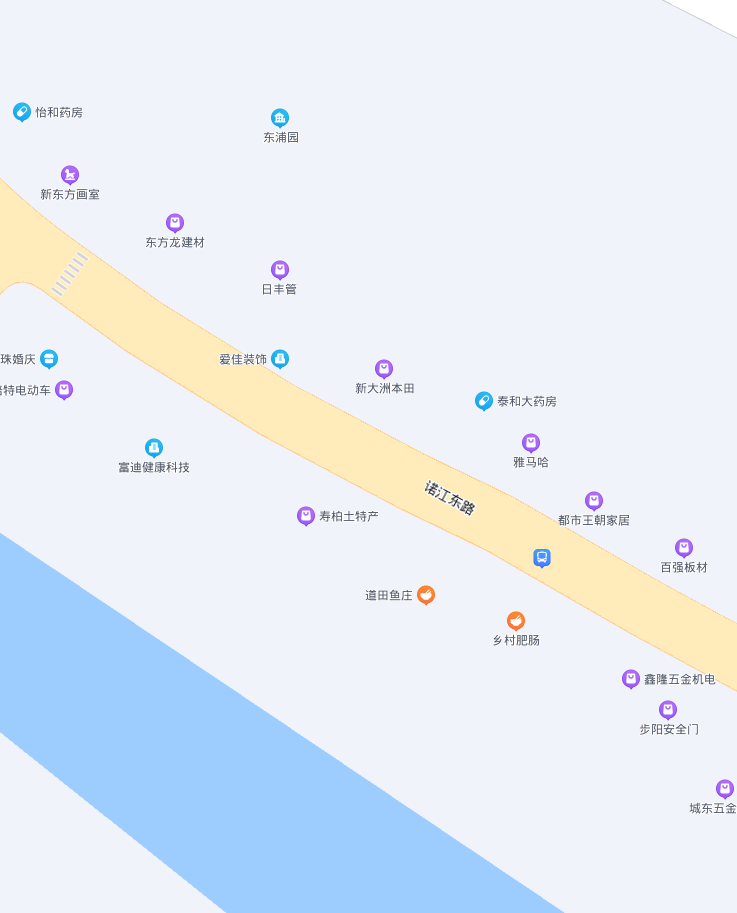 怡和药房
东浦园
新东方画室
东方龙建材
日丰管
珠婚庆
爱佳装饰
新大洲本田
特电动车
泰和大药房
雅马哈
富迪健康科技
诺江东路
寿柏土特产
都市王朝家居
百强板材
道田鱼庄
乡村肥肠
鑫隆五金机电
步阳安全门
城东五金